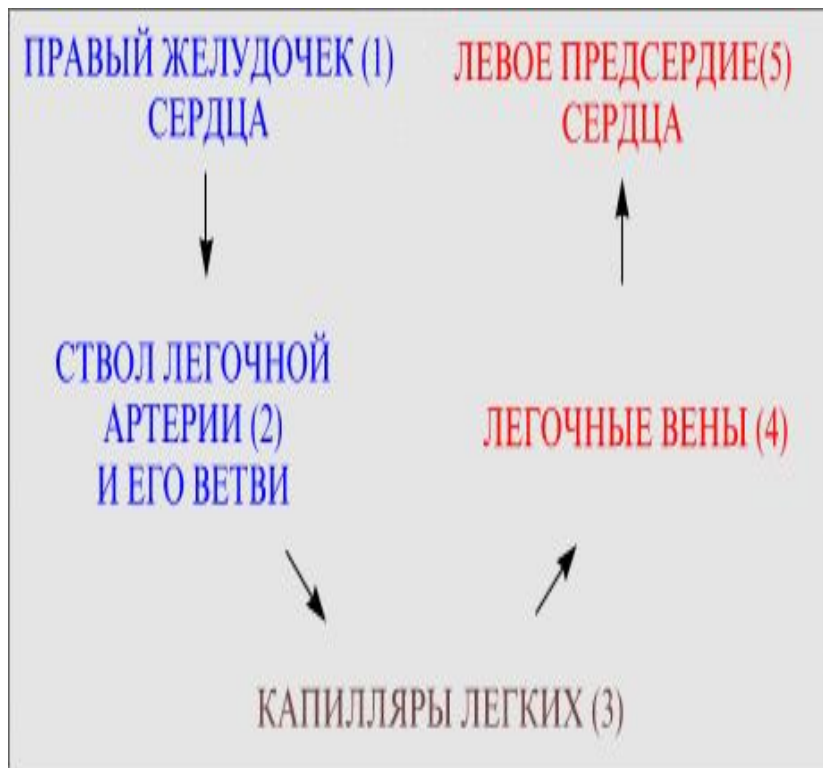 ПРАВЫЙ ЖЕЛУДОЧЕК (1)
СЕРДЦА
СТВОЛ ЛЕГОЧНОЙ
АРТЕРИИ (2)
И ЕГО ВЕТВИ
КАПИЛЛЯРЫ ЛЕГКИХ (3)
ЛЕГОЧНЫЕ ВЕНЫ (4)
ЛЕВОЕ ПРЕДСЕРДИЕ(5)
СЕРДЦА